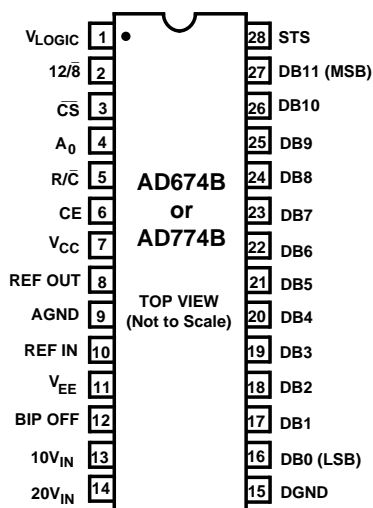 VLOGIC 1
12/8̅ 2
C̅S̅ 3
A0 4
R/C̅ 5
CE 6
VCC 7
REF OUT 8
AGND 9
REF IN 10
VEE 11
BIP OFF 12
10VIN 13
20VIN 14
AD674B
or
AD774B
TOP VIEW
(Not to Scale)
28 STS
27 DB11 (MSB)
26 DB10
25 DB9
24 DB8
23 DB7
22 DB6
21 DB5
20 DB4
19 DB3
18 DB2
17 DB1
16 DB0 (LSB)
15 DGND